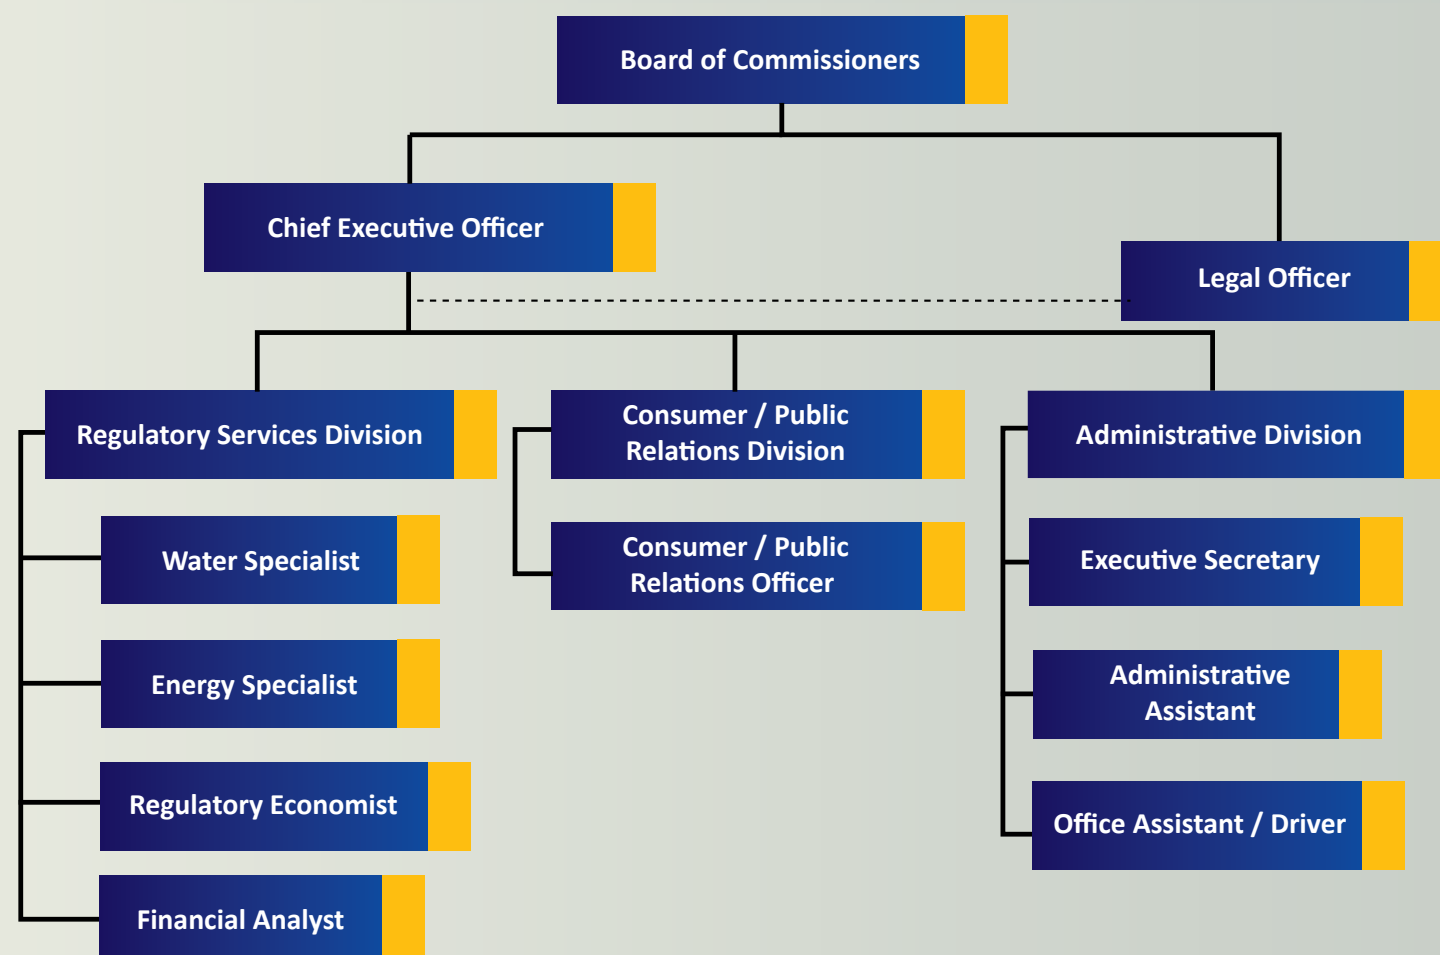 Board of Commissioners
Chief Executive Officer
Legal Officer
Regulatory Services Division
Water Specialist
Energy Specialist
Regulatory Economist
Financial Analyst
Consumer / Public
Relations Division
Consumer / Public
Relations Officer
Administrative Division
Executive Secretary
Administrative
Assistant
Office Assistant / Driver